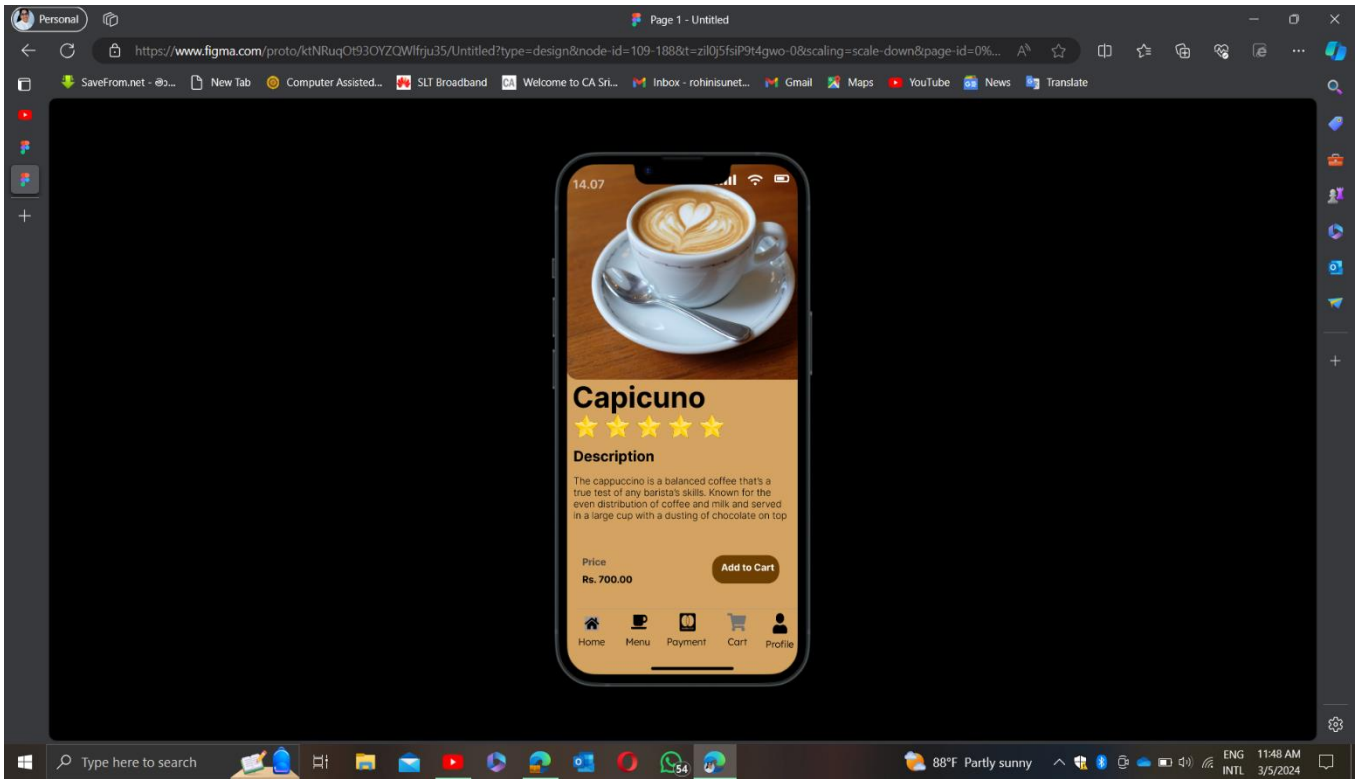 Personal
Page 1 - Untitled
https://www.figma.com/proto/ktNRuqOt93OYZQWlfrju35/Untitled?type=design&node-id=109-188&t=zil0j5fsiP9t4gwo-0&scaling=scale-down&page-id=0%...
SaveFrom.net - මා... New Tab Computer Assisted... SLT Broadband CA Welcome to CA Sri... Inbox - rohinisunet... Gmail Maps YouTube News Translate
14.07
Capicuno
Description
The cappuccino is a balanced coffee that's a
true test of any barista's skills. Known for the
even distribution of coffee and milk and served
in a large cup with a dusting of chocolate on top
Price
Add to Cart
Rs. 700.00
Home Menu Payment Cart Profile
Type here to search
54
88°F Partly sunny
ENG
INTL
11:48 AM
3/5/2024